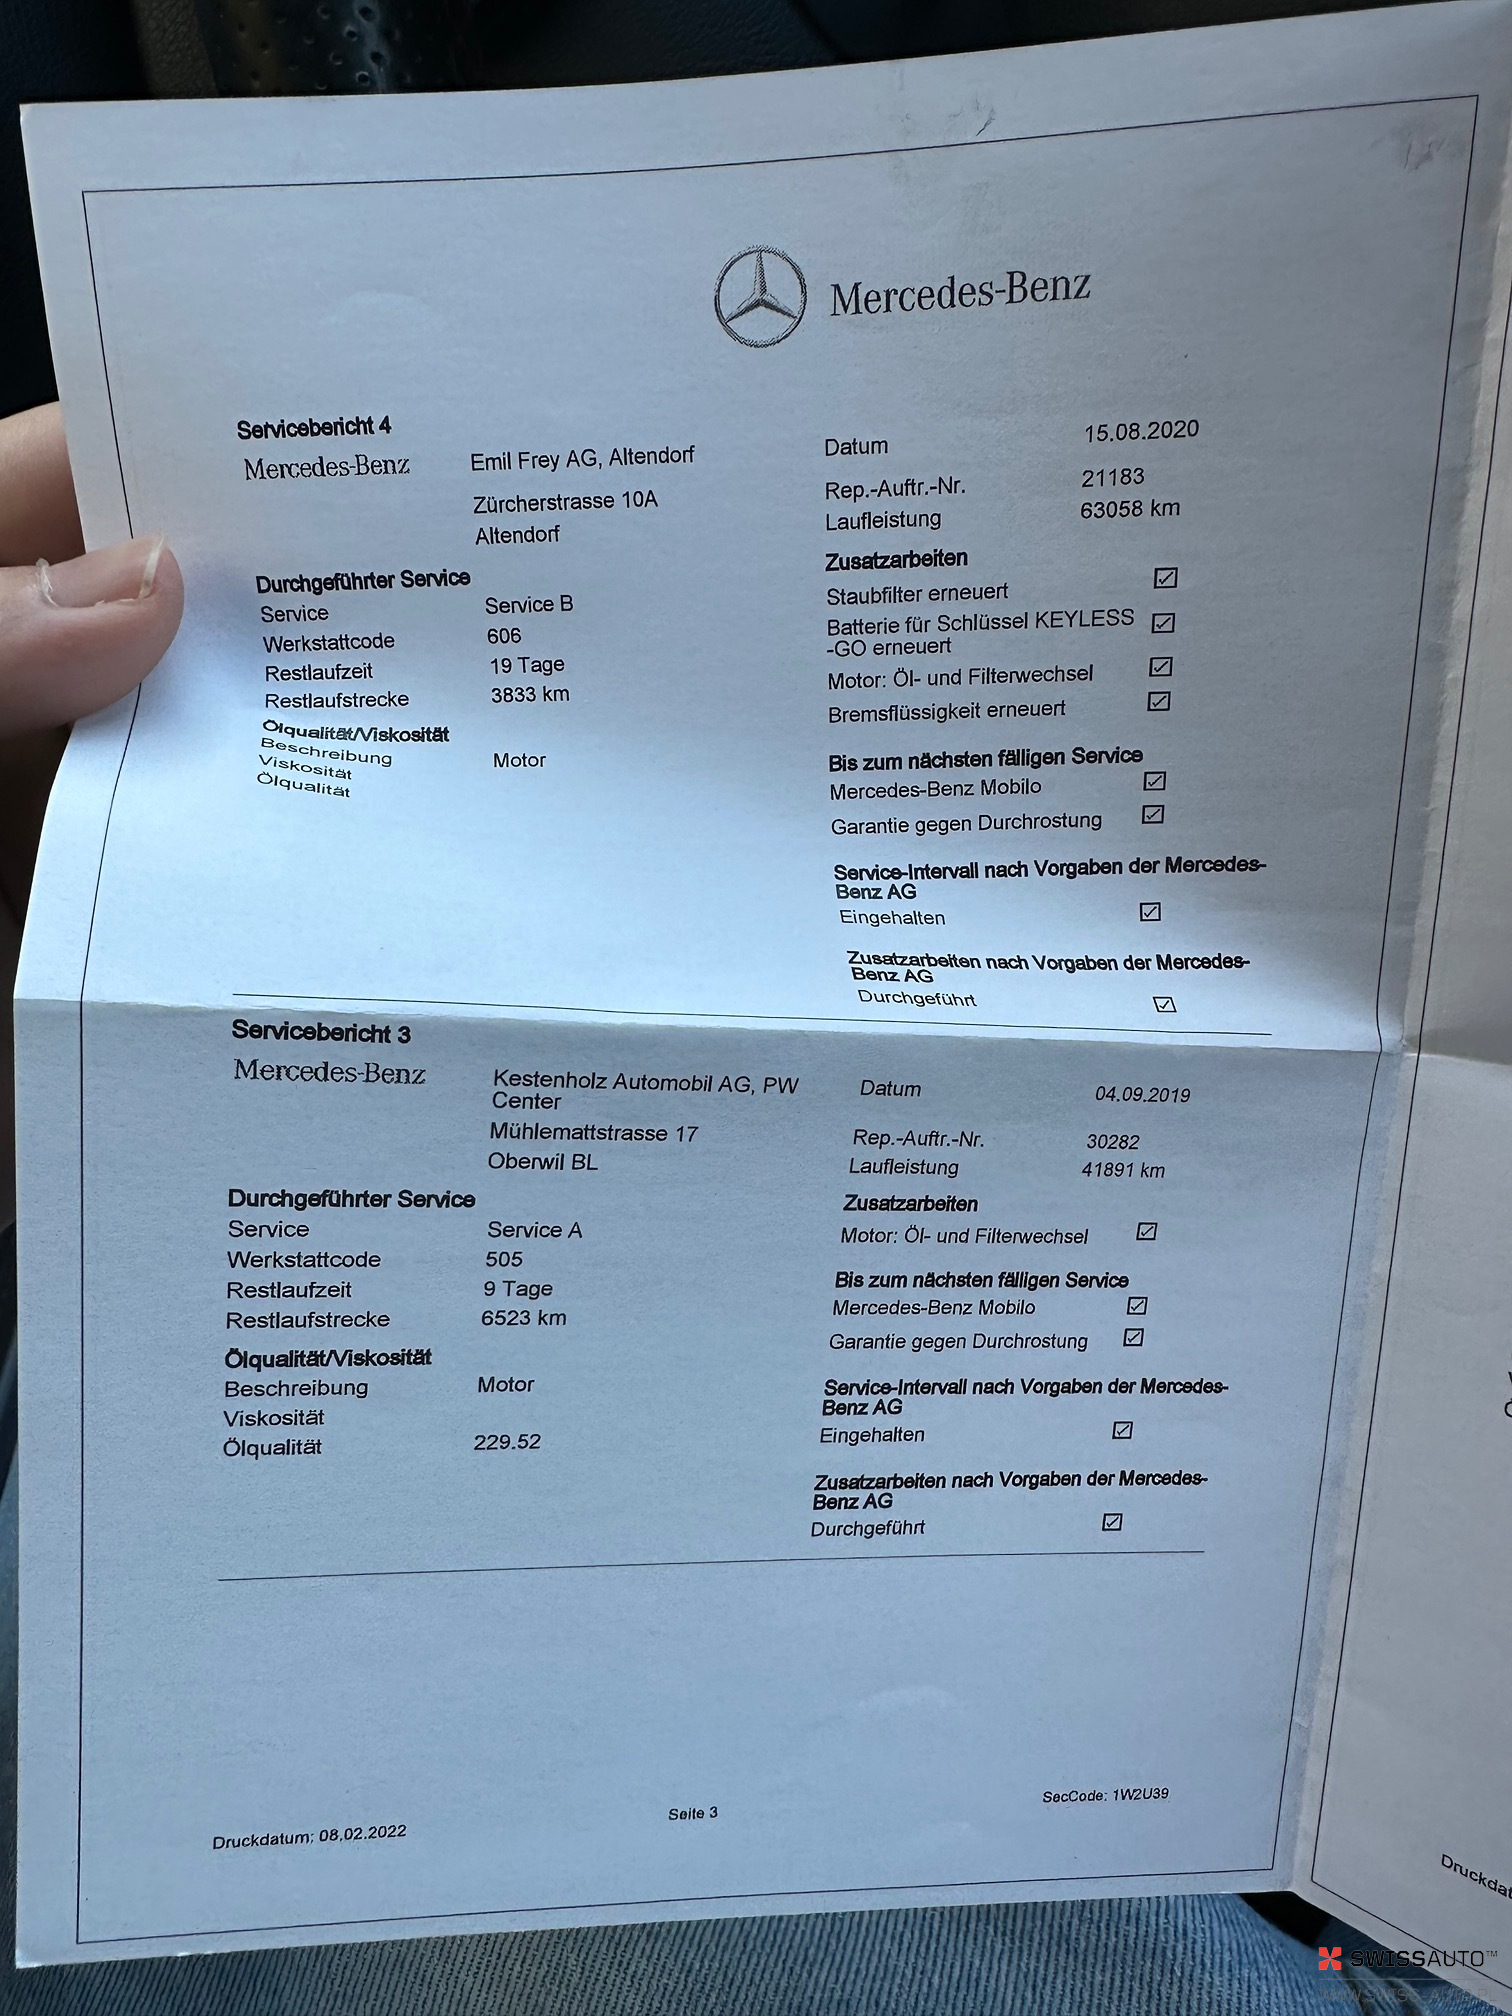 Mercedes-Benz
Servicebericht 4
Mercedes-Benz
Emil Frey AG, Altendorf
Zürcherstrasse 10A
Altendorf
Durchgeführter Service
Service Service B
Werkstattcode 606
Restlaufzeit 19 Tage
Restlaufstrecke 3833 km
Ölqualität/Viskosität
Beschreibung Motor
Viskosität
Ölqualität
Datum 15.08.2020
Rep.-Auftr.-Nr. 21183
Laufleistung 63058 km
Zusatzarbeiten
Staubfilter erneuert
Batterie für Schlüssel KEYLESS
-GO erneuert
Motor: Öl- und Filterwechsel
Bremsflüssigkeit erneuert
Bis zum nächsten fälligen Service
Mercedes-Benz Mobilo
Garantie gegen Durchrostung
Service-Intervall nach Vorgaben der Mercedes-
Benz AG
Eingehalten
Zusatzarbeiten nach Vorgaben der Mercedes-
Benz AG
Durchgeführt
Servicebericht 3
Mercedes-Benz
Kestenholz Automobil AG, PW
Center
Mühlemattstrasse 17
Oberwil BL
Durchgeführter Service
Service Service A
Werkstattcode 505
Restlaufzeit 9 Tage
Restlaufstrecke 6523 km
Ölqualität/Viskosität
Beschreibung Motor
Viskosität
Ölqualität 229.52
Datum 04.09.2019
Rep.-Auftr.-Nr. 30282
Laufleistung 41891 km
Zusatzarbeiten
Motor: Öl- und Filterwechsel
Bis zum nächsten fälligen Service
Mercedes-Benz Mobilo
Garantie gegen Durchrostung
Service-Intervall nach Vorgaben der Mercedes-
Benz AG
Eingehalten
Zusatzarbeiten nach Vorgaben der Mercedes-
Benz AG
Durchgeführt
Druckdatum: 08.02.2022
Seite 3
SecCode: 1W2U39
SWISSAUTO™